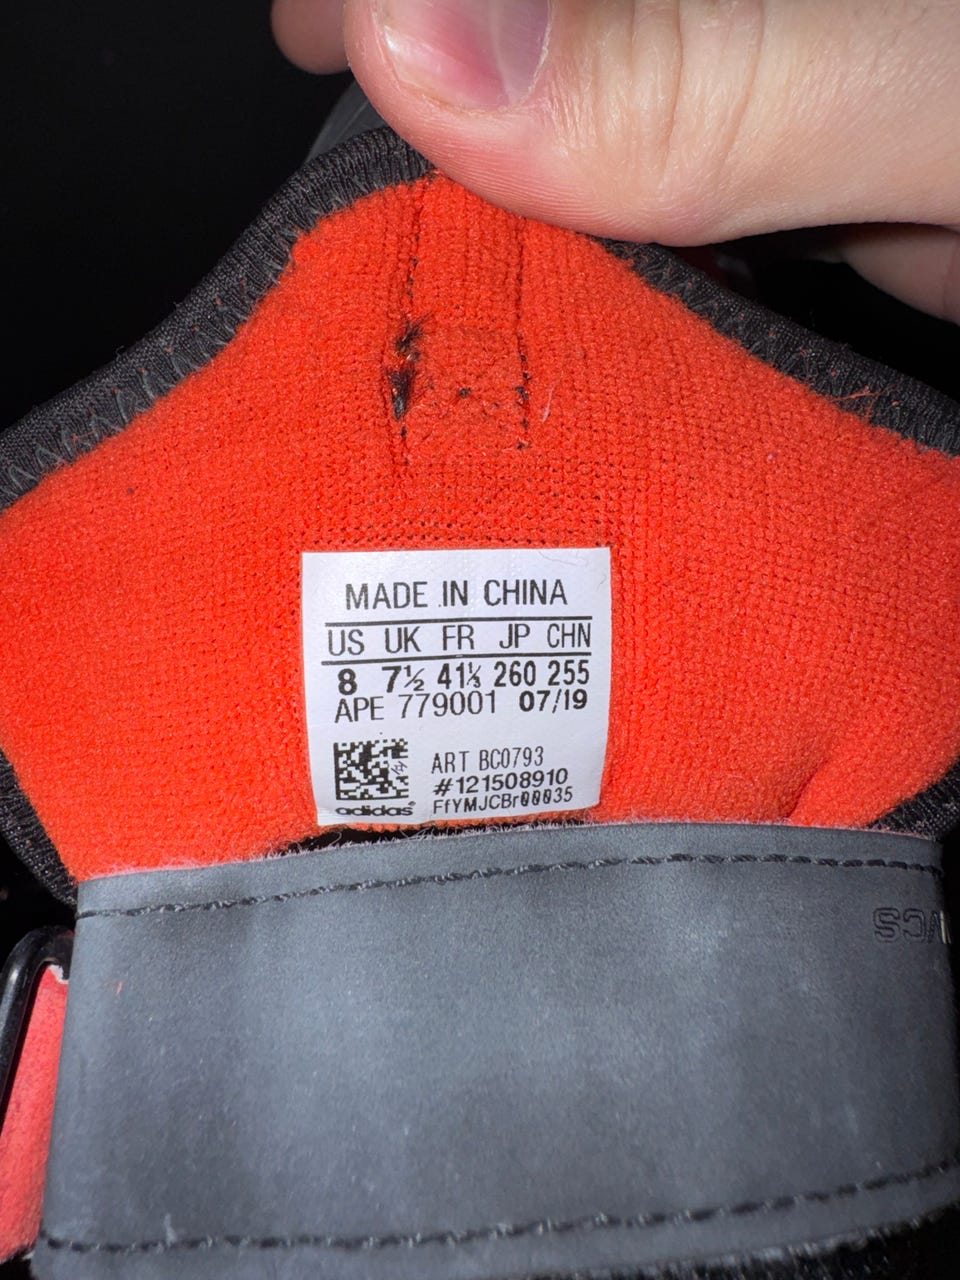 MADE IN CHINA
US UK FR JP CHN
8 7½ 41⅓ 260 255
APE 779001 07/19
ART BC0793
#121508910
FfYMJCBr00035
adidas®